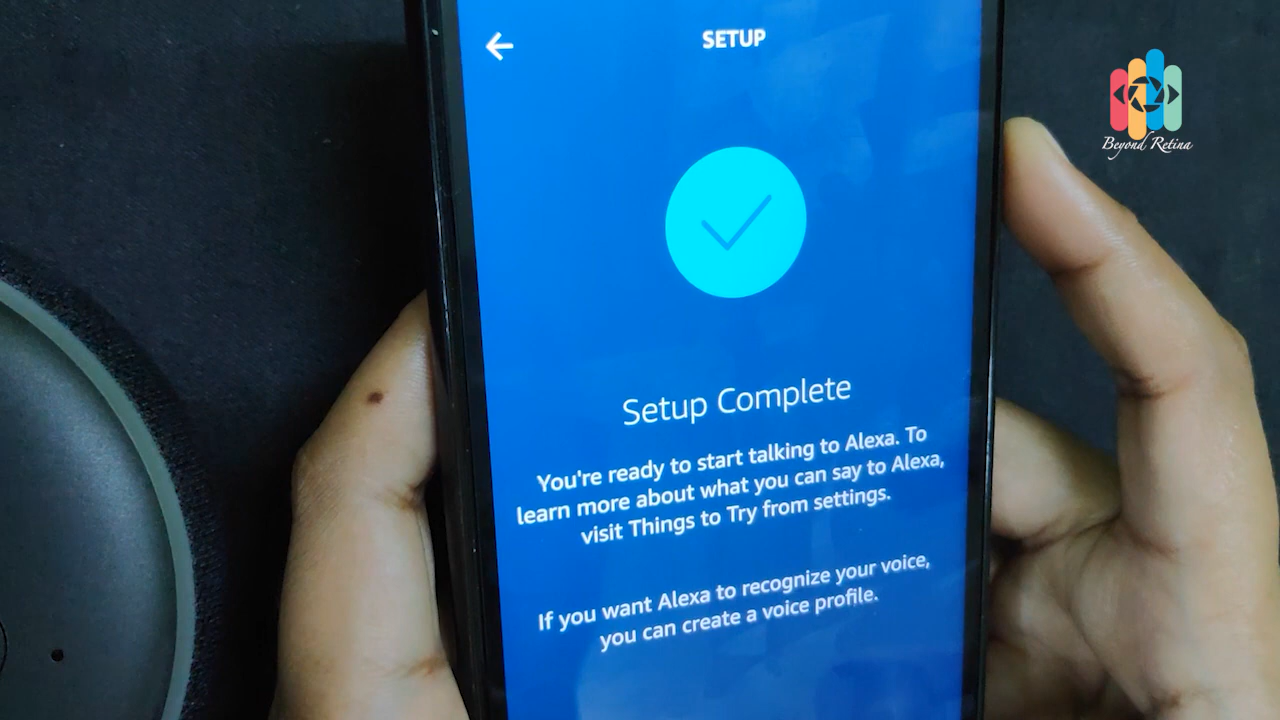 SETUP
Beyond Retina
Setup Complete
You're ready to start talking to Alexa. To
learn more about what you can say to Alexa,
visit Things to Try from settings.
If you want Alexa to recognize your voice,
you can create a voice profile.